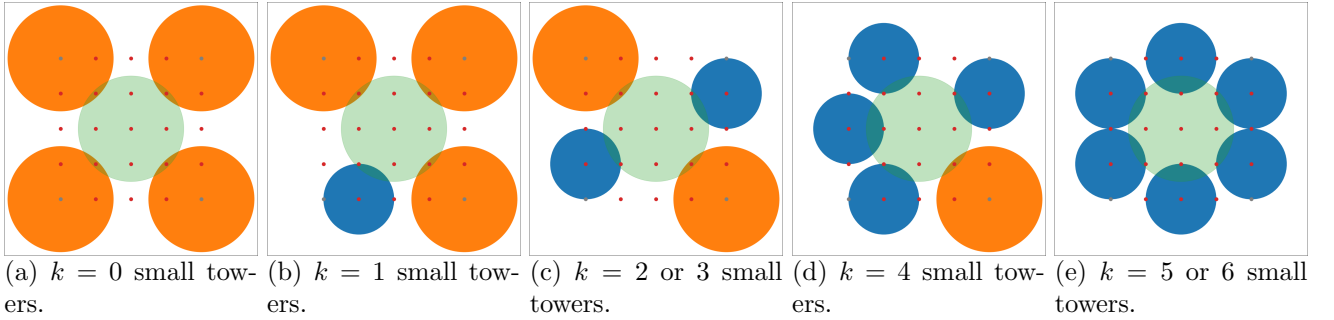 (a) k = 0 small tow-
ers.
(b) k = 1 small tow-
ers.
(c) k = 2 or 3 small
towers.
(d) k = 4 small tow-
ers.
(e) k = 5 or 6 small
towers.